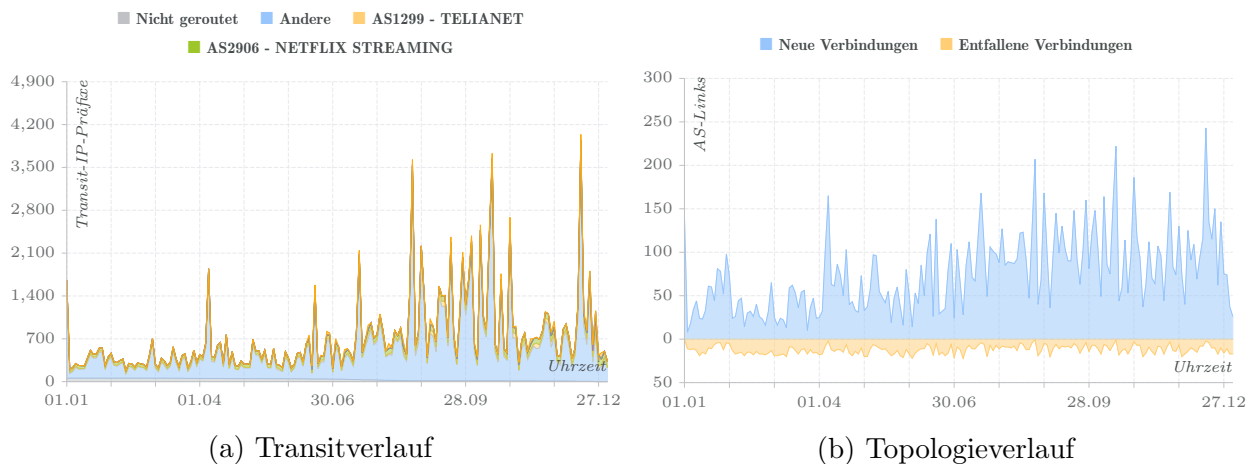 Nicht geroutet Andere AS1299 - TELIANET
AS2906 - NETFLIX STREAMING
4,900
4,200
3,500
2,800
2,100
1,400
700
0
Transit-IP-Präfixe
Uhrzeit
01.01 01.04 30.06 28.09 27.12
(a) Transitverlauf
Neue Verbindungen Entfallene Verbindungen
300
250
200
150
100
50
0
50
AS-Links
Uhrzeit
01.01 01.04 30.06 28.09 27.12
(b) Topologieverlauf